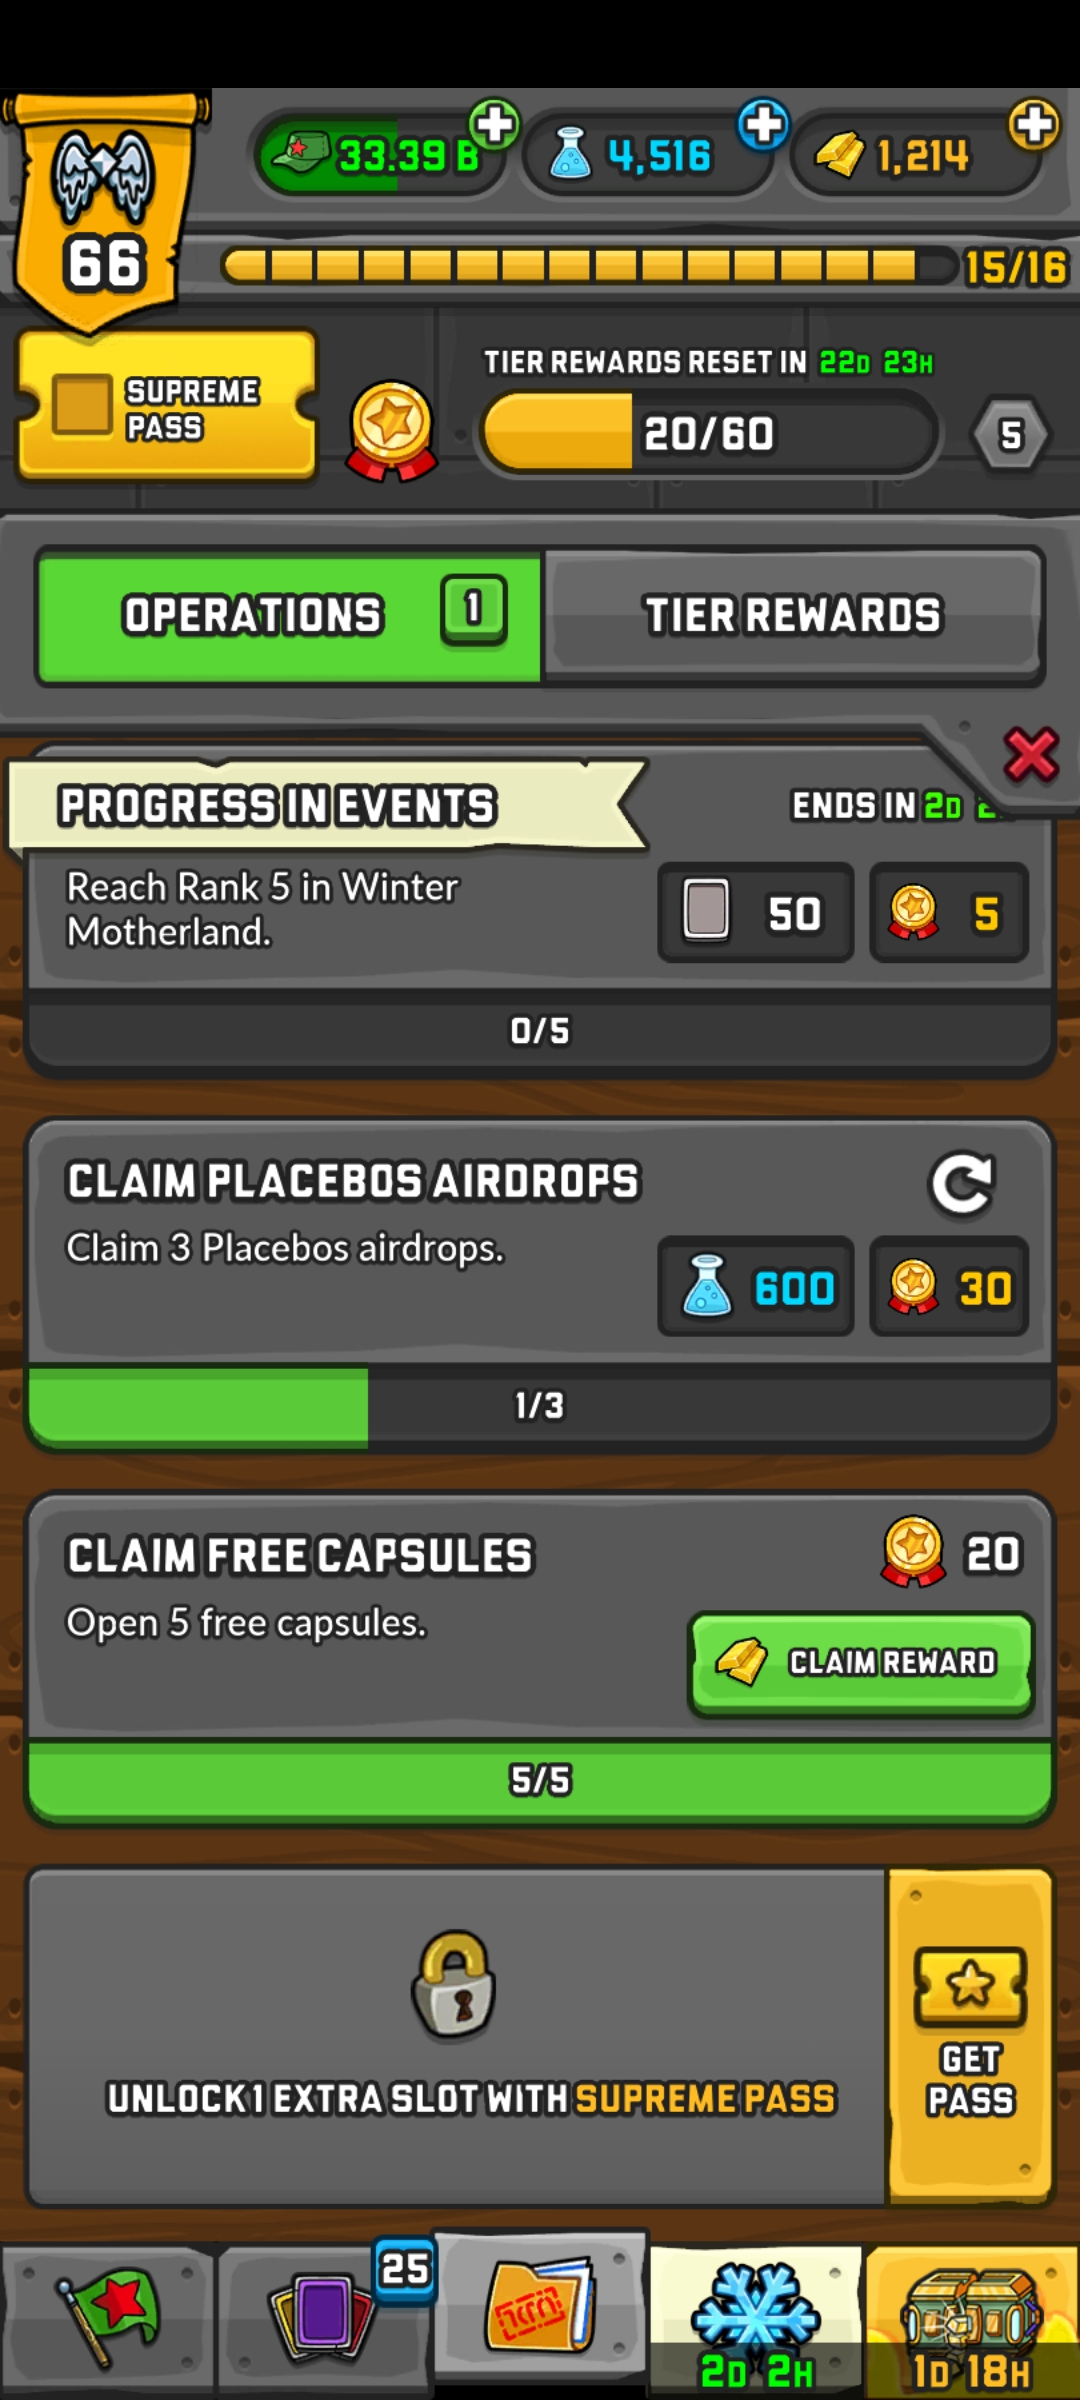 33.39 B
4,516
1,214
66
15/16
SUPREME
PASS
TIER REWARDS RESET IN 22D 23H
20/60
5
OPERATIONS 1
TIER REWARDS
PROGRESS IN EVENTS
ENDS IN 2D
Reach Rank 5 in Winter
Motherland.
50
5
0/5
CLAIM PLACEBOS AIRDROPS
Claim 3 Placebos airdrops.
600
30
1/3
CLAIM FREE CAPSULES
20
Open 5 free capsules.
CLAIM REWARD
5/5
UNLOCK 1 EXTRA SLOT WITH SUPREME PASS
GET
PASS
25
2D 2H
1D 18H